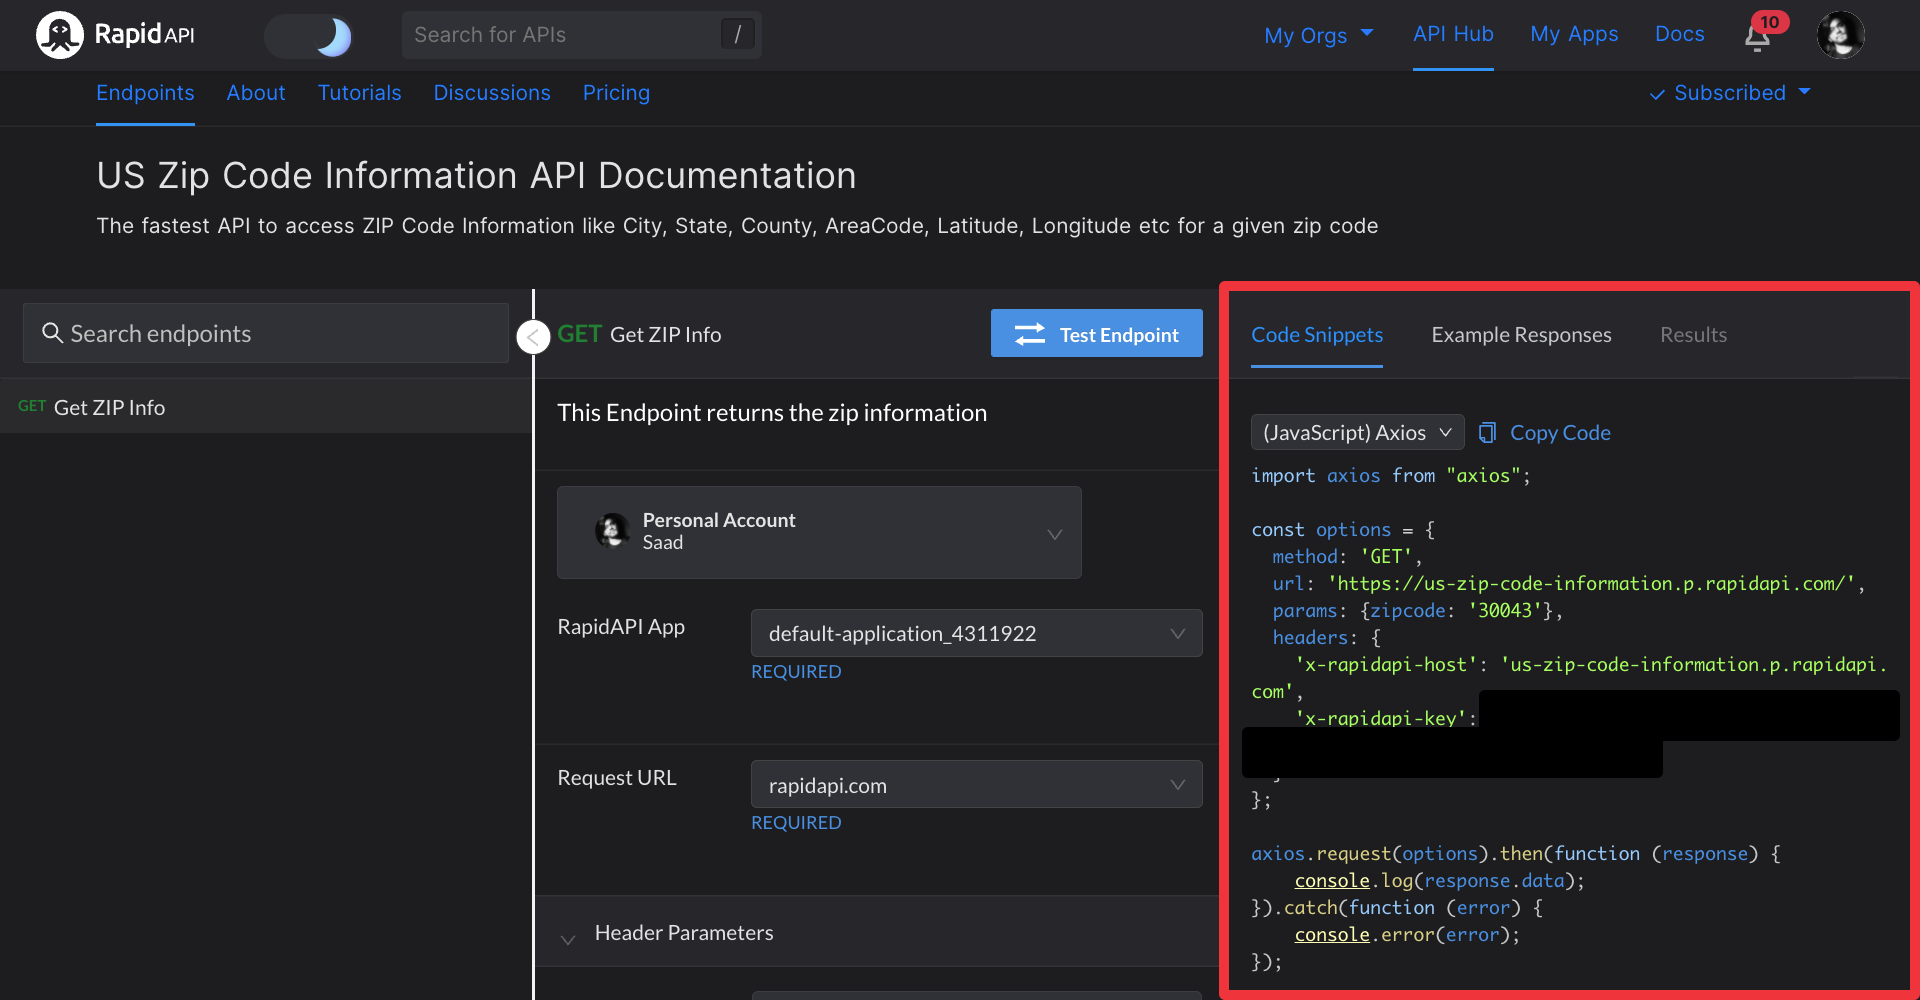 RapidAPI
Search for APIs
/
My Orgs
API Hub
My Apps
Docs
10
Endpoints
About
Tutorials
Discussions
Pricing
Subscribed
US Zip Code Information API Documentation
The fastest API to access ZIP Code Information like City, State, County, AreaCode, Latitude, Longitude etc for a given zip code
Search endpoints
GET Get ZIP Info
GET Get ZIP Info
Test Endpoint
This Endpoint returns the zip information
Personal Account
Saad
RapidAPI App
default-application_4311922
REQUIRED
Request URL
rapidapi.com
REQUIRED
Header Parameters
Code Snippets
Example Responses
Results
(JavaScript) Axios
Copy Code
import axios from "axios";
const options = {
method: 'GET',
url: 'https://us-zip-code-information.p.rapidapi.com/',
params: {zipcode: '30043'},
headers: {
'x-rapidapi-host': 'us-zip-code-information.p.rapidapi.
com',
'x-rapidapi-key':
};
axios.request(options).then(function (response) {
console.log(response.data);
}).catch(function (error) {
console.error(error);
});